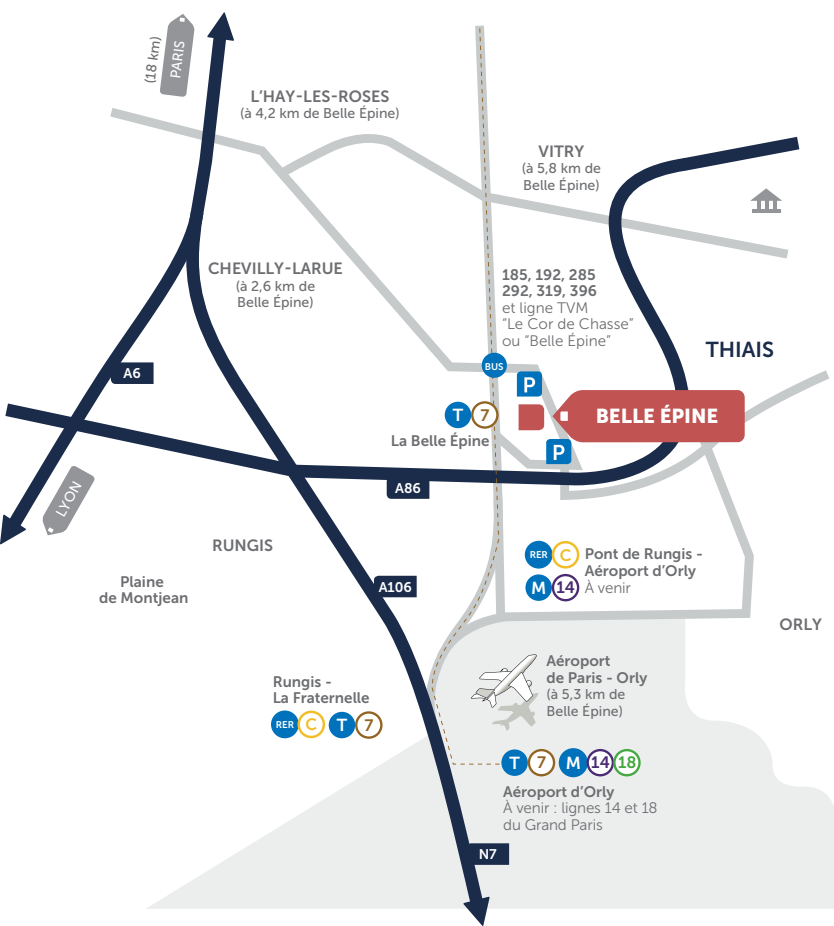 PARIS
(18 km)
L'HAY-LES-ROSES
(à 4,2 km de Belle Épine)
VITRY
(à 5,8 km de
Belle Épine)
CHEVILLY-LARUE
(à 2,6 km de
Belle Épine)
185, 192, 285
292, 319, 396
et ligne TVM
"Le Cor de Chasse"
ou "Belle Épine"
THIAIS
BUS
A6
P
T 7
BELLE ÉPINE
La Belle Épine
P
LYON
A86
RUNGIS
RER C Pont de Rungis -
Aéroport d'Orly
M 14 À venir
Plaine
de Montjean
A106
ORLY
Aéroport
de Paris - Orly
(à 5,3 km de
Belle Épine)
Rungis -
La Fraternelle
RER C T 7
T 7 M 14 18
Aéroport d'Orly
À venir : lignes 14 et 18
du Grand Paris
N7